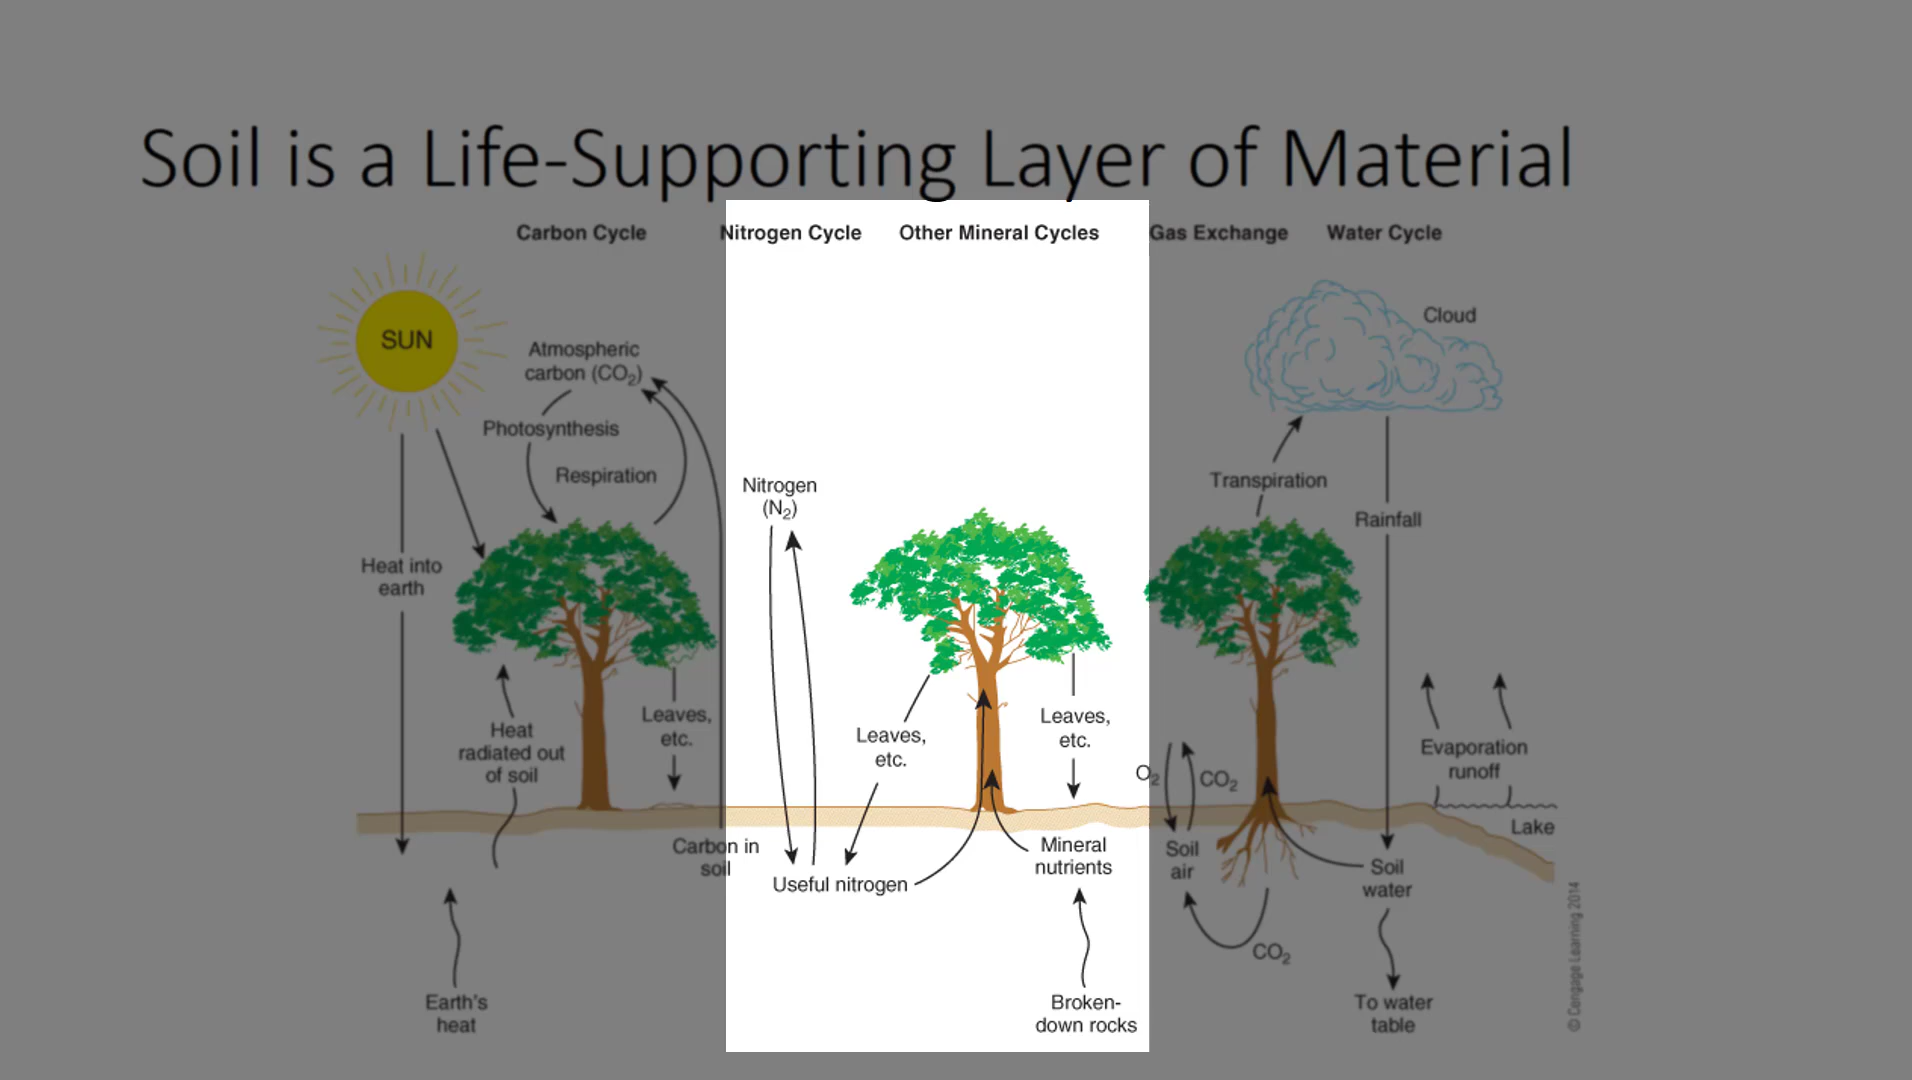 Soil is a Life-Supporting Layer of Material
Carbon Cycle
Nitrogen Cycle
Other Mineral Cycles
Gas Exchange
Water Cycle
SUN
Atmospheric
carbon (CO₂)
Photosynthesis
Respiration
Heat into
earth
Heat
radiated out
of soil
Leaves,
etc.
Carbon in
soil
Earth's
heat
Nitrogen
(N₂)
Leaves,
etc.
Useful nitrogen
Leaves,
etc.
Mineral
nutrients
Broken-
down rocks
Cloud
Transpiration
Rainfall
O₂
CO₂
Soil
air
CO₂
Evaporation
runoff
Lake
Soil
water
To water
table
© Cengage Learning 2014